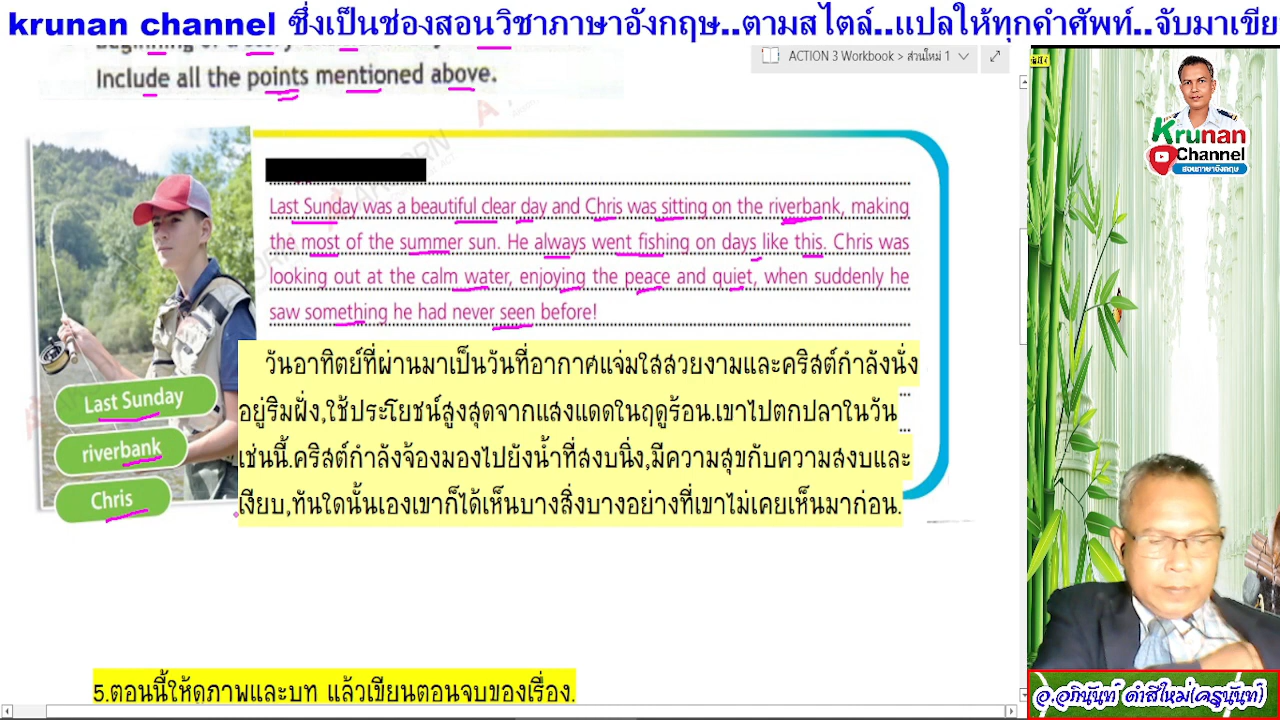 krunan channel ซึ่งเป็นช่องสอนวิชาภาษาอังกฤษ..ตามสไตล์..แปลให้ทุกคำศัพท์..จับมาเขีย
Include all the points mentioned above.
ACTION 3 Workbook > ส่วนใหม่ 1
Krunan
Channel
สอนภาษาอังกฤษ
Last Sunday was a beautiful clear day and Chris was sitting on the riverbank, making
the most of the summer sun. He always went fishing on days like this. Chris was
looking out at the calm water, enjoying the peace and quiet, when suddenly he
saw something he had never seen before!
Last Sunday
riverbank
Chris
วันอาทิตย์ที่ผ่านมาเป็นวันที่อากาศแจ่มใสสวยงามและคริสต์กำลังนั่ง
อยู่ริมฝั่ง,ใช้ประโยชน์สูงสุดจากแสงแดดในฤดูร้อน.เขาไปตกปลาในวัน
เช่นนี้.คริสต์กำลังจ้องมองไปยังน้ำที่สงบนิ่ง,มีความสุขกับความสงบและ
เงียบ,ทันใดนั้นเองเขาก็ได้เห็นบางสิ่งบางอย่างที่เขาไม่เคยเห็นมาก่อน.
5.ตอนนี้ให้ดูภาพและบท แล้วเขียนตอนจบของเรื่อง.
อ.อภินันท์ ดำสีใหม่(ครูนันท์)